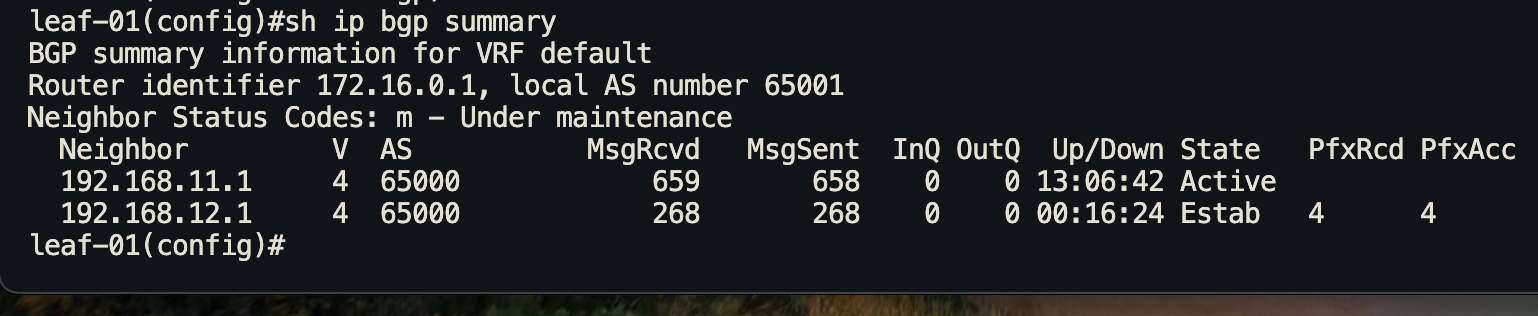 leaf-01(config)#sh ip bgp summary
BGP summary information for VRF default
Router identifier 172.16.0.1, local AS number 65001
Neighbor Status Codes: m - Under maintenance
  Neighbor         V  AS           MsgRcvd   MsgSent  InQ OutQ  Up/Down State   PfxRcd PfxAcc
  192.168.11.1     4  65000            659       658    0    0 13:06:42 Active
  192.168.12.1     4  65000            268       268    0    0 00:16:24 Estab   4      4
leaf-01(config)#